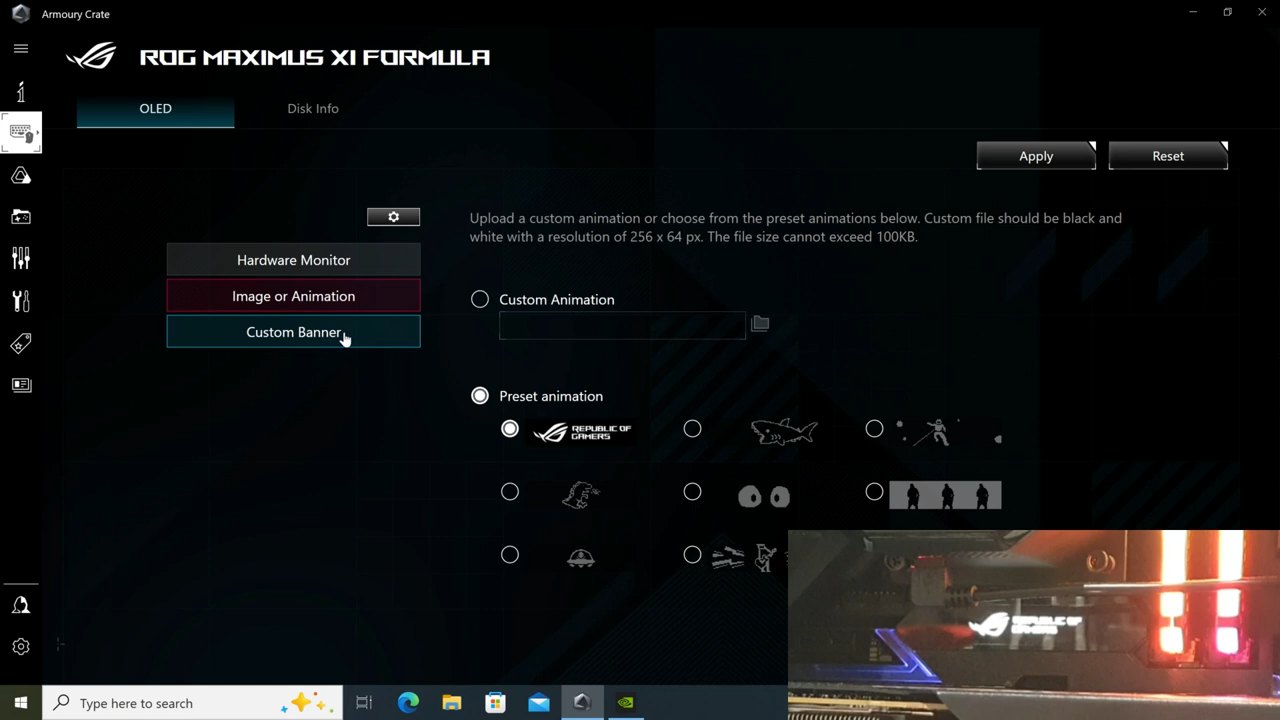 Armoury Crate
ROG MAXIMUS XI FORMULA
OLED
Disk Info
Apply
Reset
Upload a custom animation or choose from the preset animations below. Custom file should be black and
white with a resolution of 256 x 64 px. The file size cannot exceed 100KB.
Hardware Monitor
Image or Animation
Custom Banner
Custom Animation
Preset animation
REPUBLIC OF
GAMERS
REPUBLIC OF
GAMERS
Type here to search